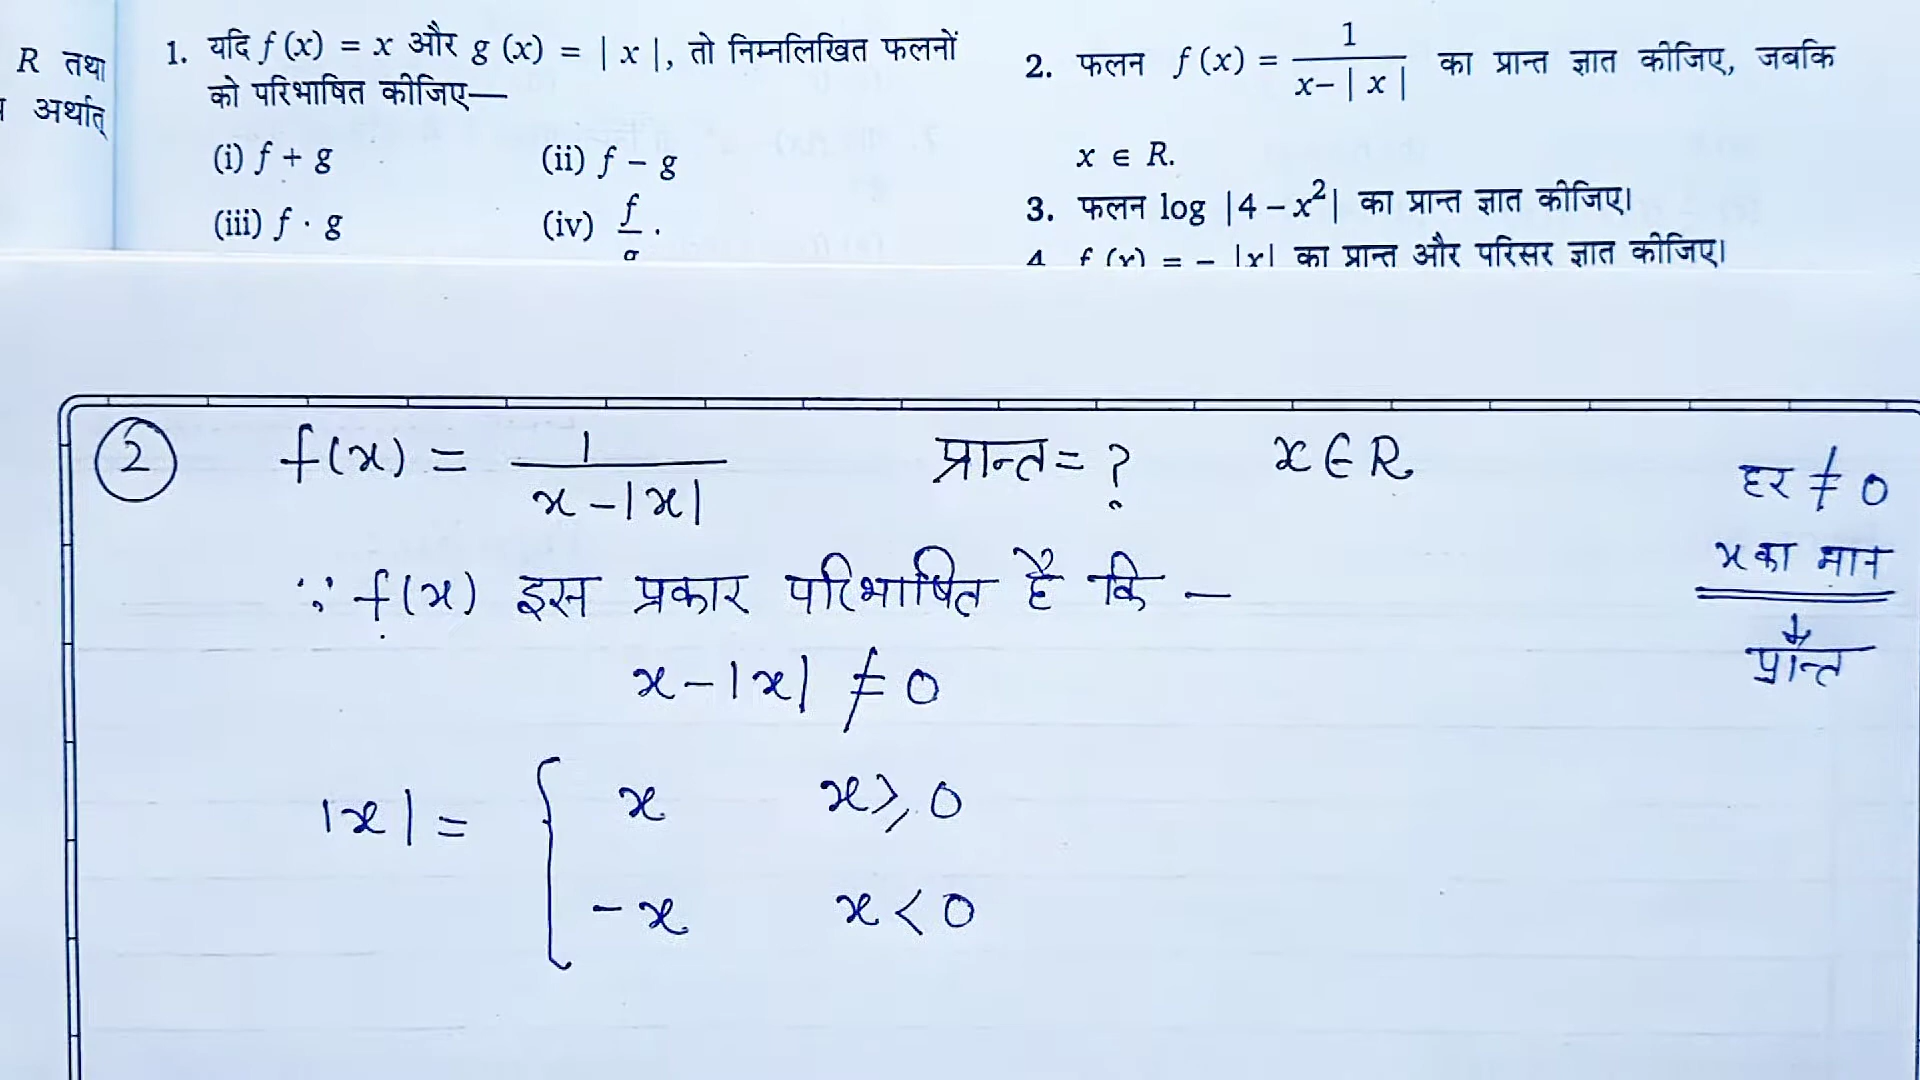 R तथा
अर्थात्
1. यदि f (x) = x और g (x) = | x |, तो निम्नलिखित फलनों
को परिभाषित कीजिए—
(i) f + g (ii) f – g
(iii) f · g (iv) f/g .
2. फलन f (x) = 1/(x–| x |) का प्रान्त ज्ञात कीजिए, जबकि
x ∈ R.
3. फलन log |4 – x²| का प्रान्त ज्ञात कीजिए।
4. f (x) = – |x| का प्रान्त और परिसर ज्ञात कीजिए।
② f(x) = 1/(x–|x|) प्रान्त = ? x∈R
हर ≠ 0
x का मान
↓
प्रान्त
∵ f(x) इस प्रकार परिभाषित है कि –
x–|x| ≠ 0
|x| = { x x≥0
–x x<0